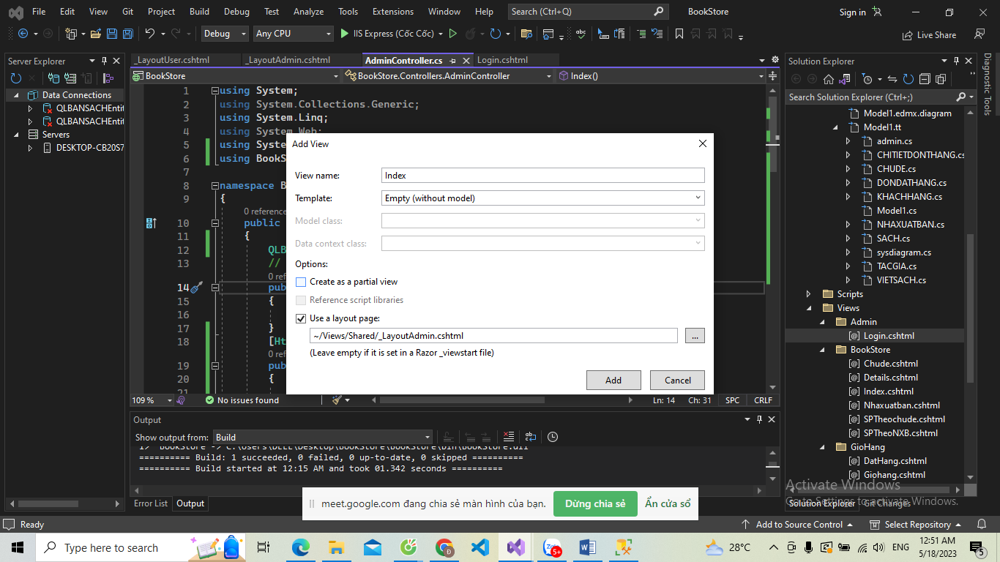 File Edit View Git Project Build Debug Test Analyze Tools Extensions Window Help Search (Ctrl+Q) BookStore Sign in
Debug Any CPU IIS Express (Cốc Cốc) Live Share
Server Explorer
Data Connections
QLBANSACHEntit
QLBANSACHEntit
Servers
DESKTOP-CB20S7
_LayoutUser.cshtml _LayoutAdmin.cshtml AdminController.cs Login.cshtml
BookStore BookStore.Controllers.AdminController Index()
1 using System;
2 using System.Collections.Generic;
3 using System.Linq;
4 using System.Web;
5 using Syste
6 using BookS
7
8 namespace B
9 {
0 reference
10 public
11 {
12 QLB
13 //
0 ref
14 pub
15 {
16
17 }
18 [Ht
0 ref
19 pub
20 {
21
Add View
View name: Index
Template: Empty (without model)
Model class:
Data context class:
Options:
Create as a partial view
Reference script libraries
Use a layout page:
~/Views/Shared/_LayoutAdmin.cshtml ...
(Leave empty if it is set in a Razor _viewstart file)
Add Cancel
109 % No issues found Ln: 14 Ch: 31 SPC CRLF
Output
Show output from: Build
1> BookStore -> C:\Users\DELL\Desktop\BookStore\BookStore\bin\BookStore.dll
========== Build: 1 succeeded, 0 failed, 0 up-to-date, 0 skipped ==========
========== Build started at 12:15 AM and took 01.342 seconds ==========
Error List Output
Solution Explorer
Search Solution Explorer (Ctrl+;)
Model1.edmx.diagram
Model1.tt
admin.cs
CHITIETDONTHANG.cs
CHUDE.cs
DONDATHANG.cs
KHACHHANG.cs
Model1.cs
NHAXUATBAN.cs
SACH.cs
sysdiagram.cs
TACGIA.cs
VIETSACH.cs
Scripts
Views
Admin
Login.cshtml
BookStore
Chude.cshtml
Details.cshtml
Index.cshtml
Nhaxuatban.cshtml
SPTheochude.cshtml
SPTheoNXB.cshtml
GioHang
DatHang.cshtml
Giohang.cshtml
Solution Explorer Git Changes
Diagnostic Tools
Activate Windows
Go to Settings to activate Windows.
meet.google.com đang chia sẻ màn hình của bạn. Dừng chia sẻ Ẩn cửa sổ
Ready Add to Source Control Select Repository
Type here to search Zalo 5+ 28°C ENG 12:51 AM
5/18/2023 5